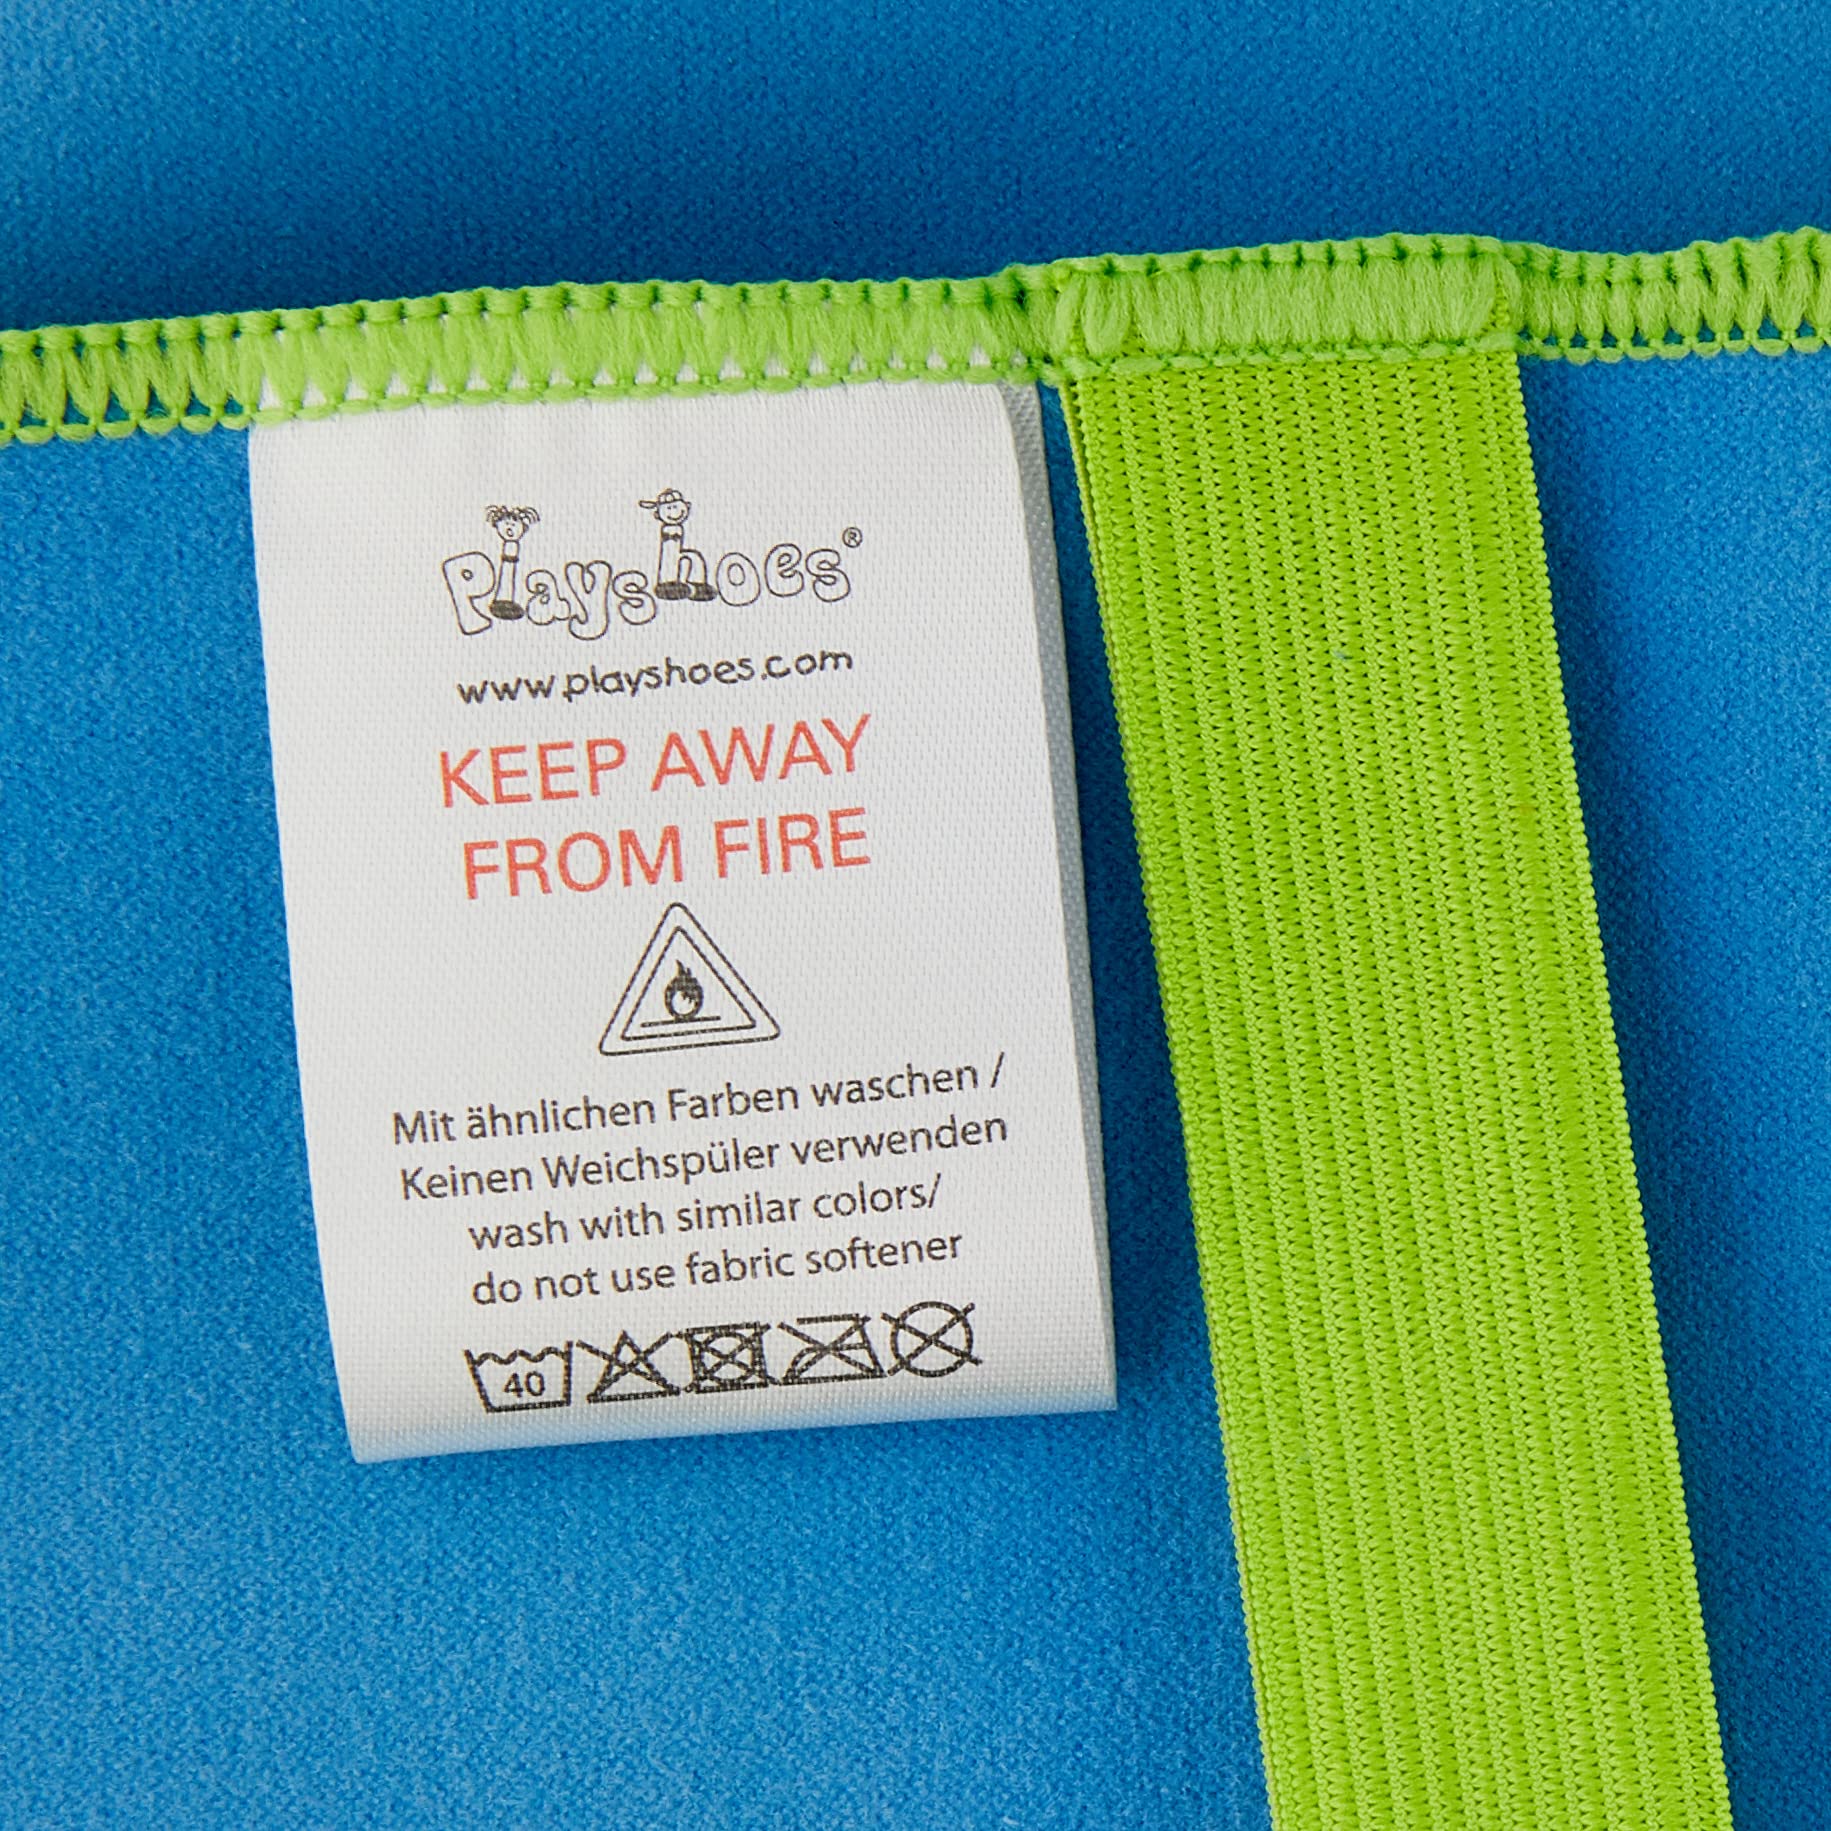 Playshoes®
www.playshoes.com
KEEP AWAY
FROM FIRE
Mit ähnlichen Farben waschen /
Keinen Weichspüler verwenden
wash with similar colors/
do not use fabric softener
40